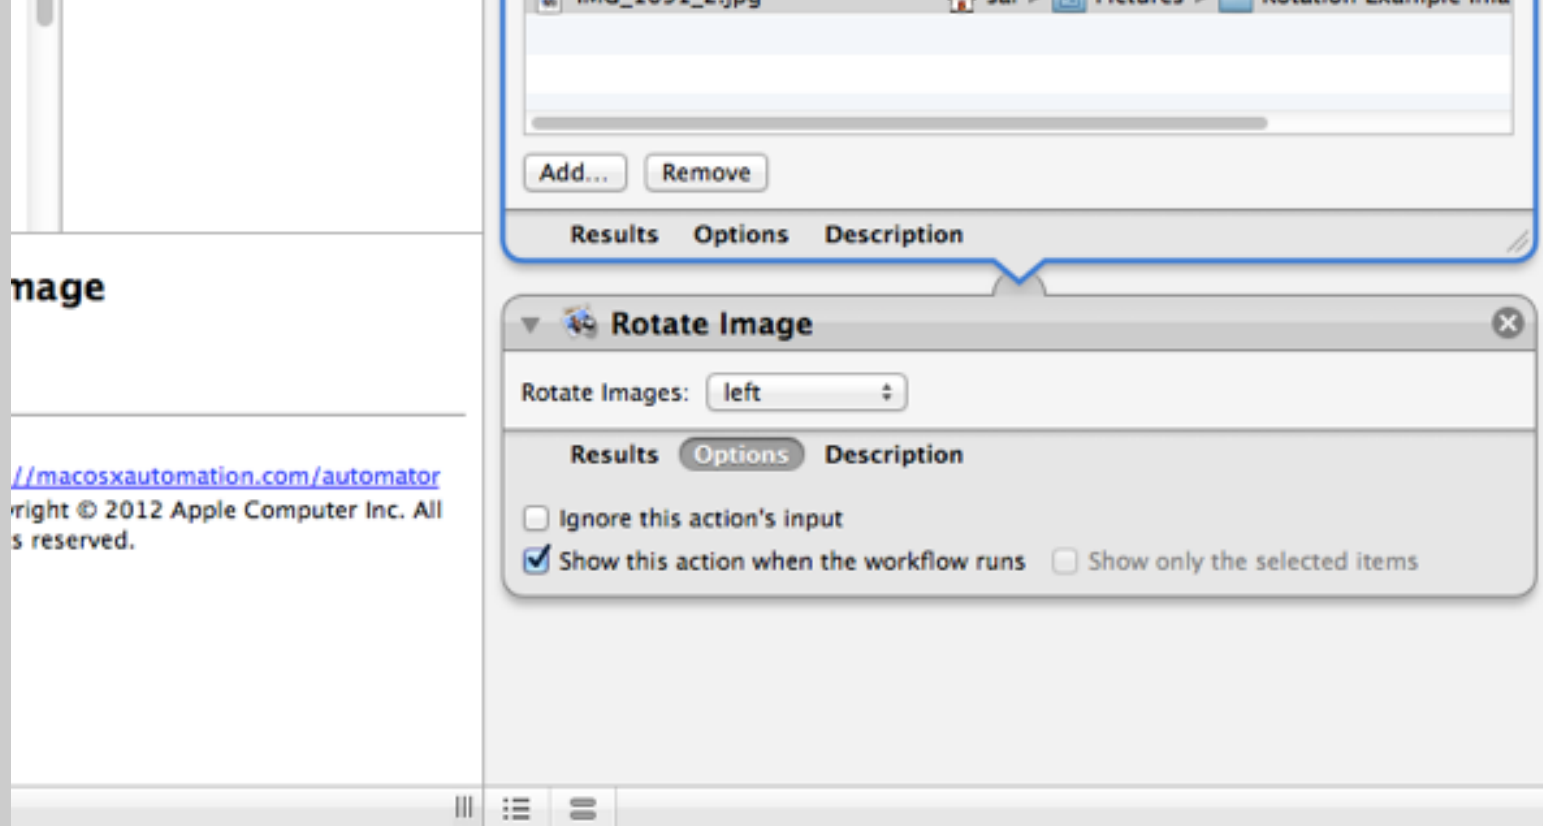 Add...
Remove
Results Options Description
mage
Rotate Image
Rotate Images: left
Results Options Description
//macosxautomation.com/automator
right © 2012 Apple Computer Inc. All
s reserved.
Ignore this action's input
Show this action when the workflow runs
Show only the selected items